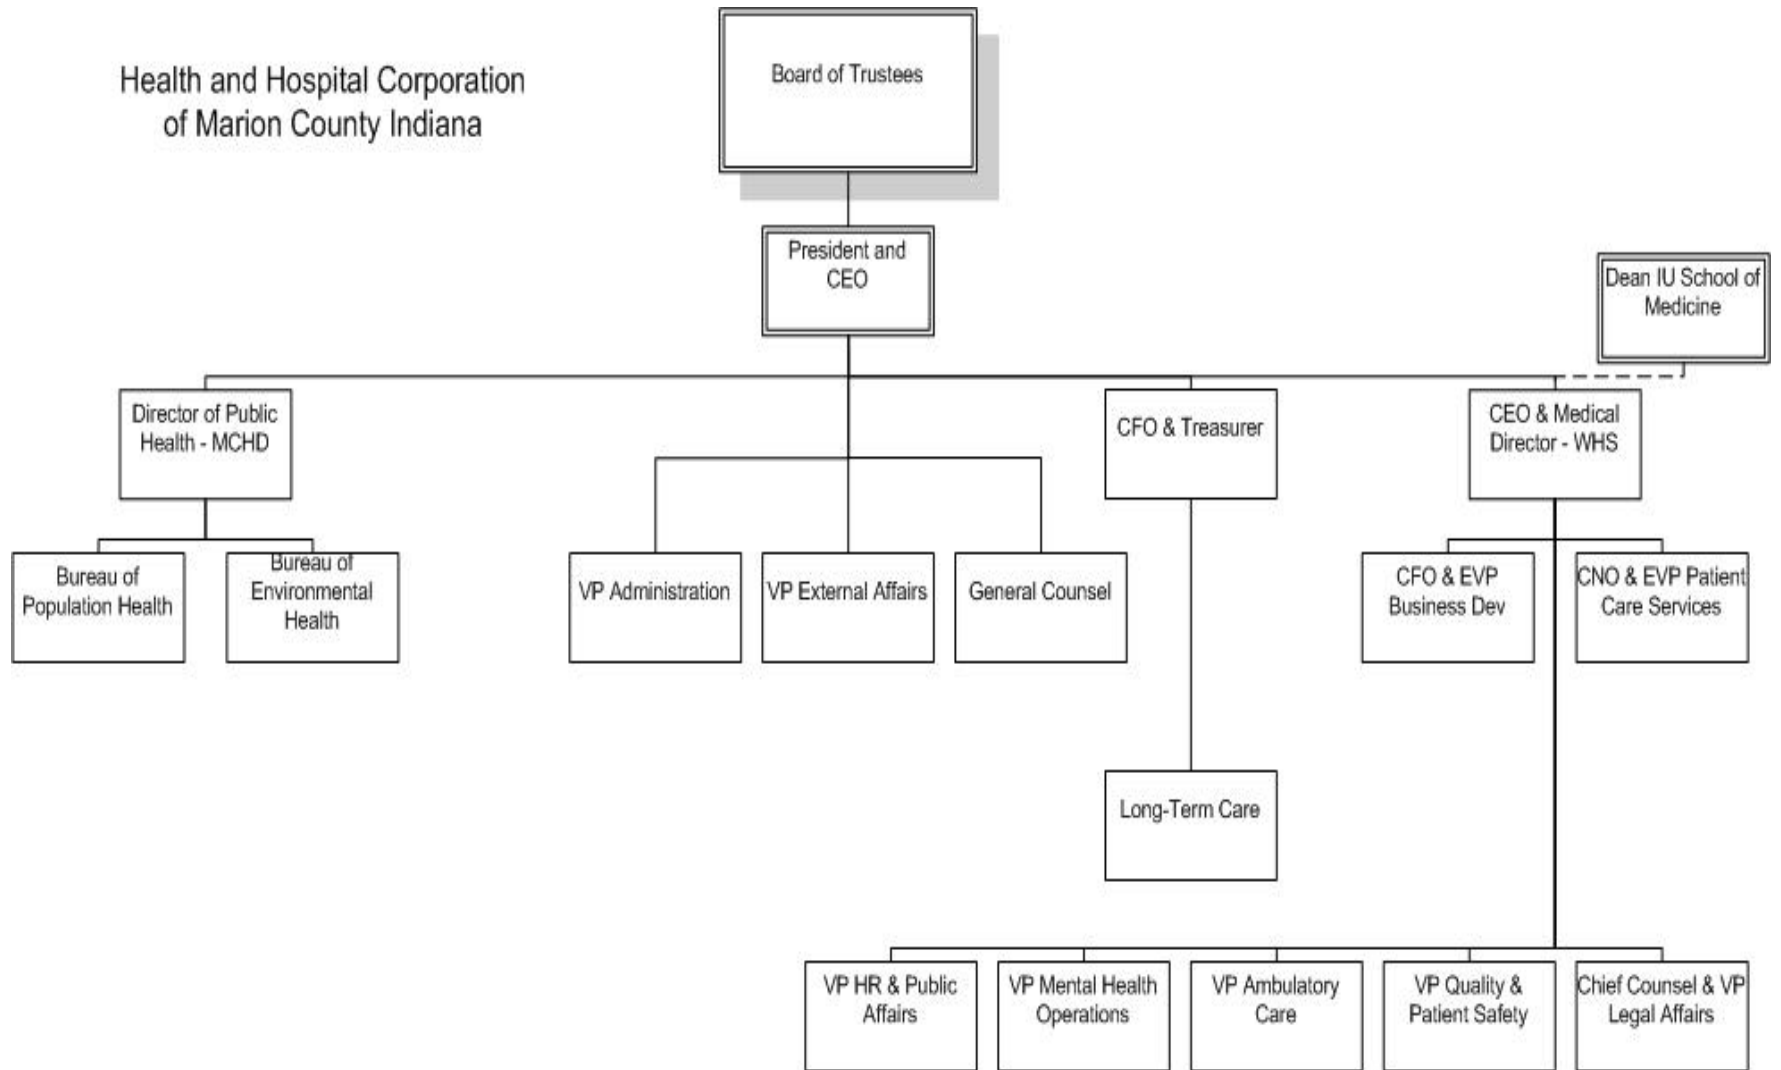 Health and Hospital Corporation
of Marion County Indiana
Board of Trustees
President and
CEO
Dean IU School of
Medicine
Director of Public
Health - MCHD
CFO & Treasurer
CEO & Medical
Director - WHS
Bureau of
Population Health
Bureau of
Environmental
Health
VP Administration
VP External Affairs
General Counsel
CFO & EVP
Business Dev
CNO & EVP Patient
Care Services
Long-Term Care
VP HR & Public
Affairs
VP Mental Health
Operations
VP Ambulatory
Care
VP Quality &
Patient Safety
Chief Counsel & VP
Legal Affairs